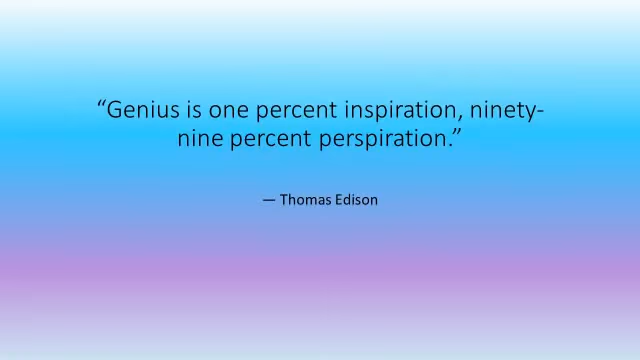 “Genius is one percent inspiration, ninety-
nine percent perspiration.”
— Thomas Edison